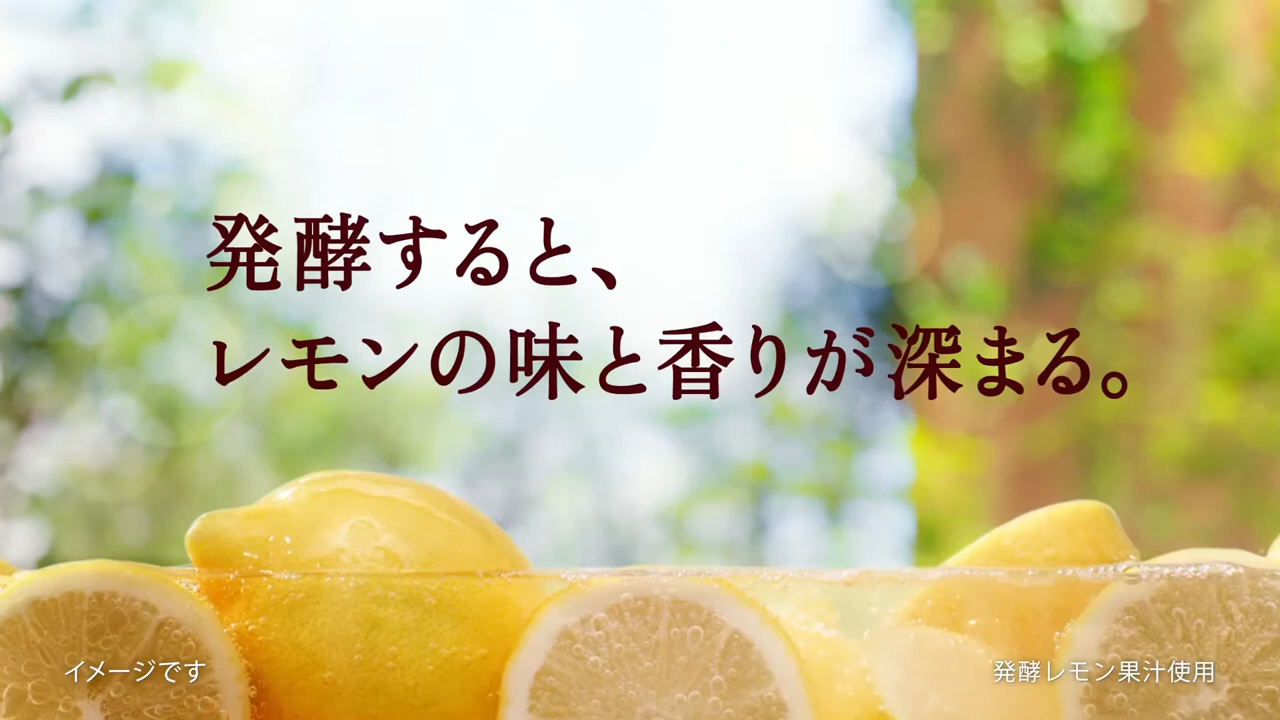 発酵すると、
レモンの味と香りが深まる。
イメージです
発酵レモン果汁使用